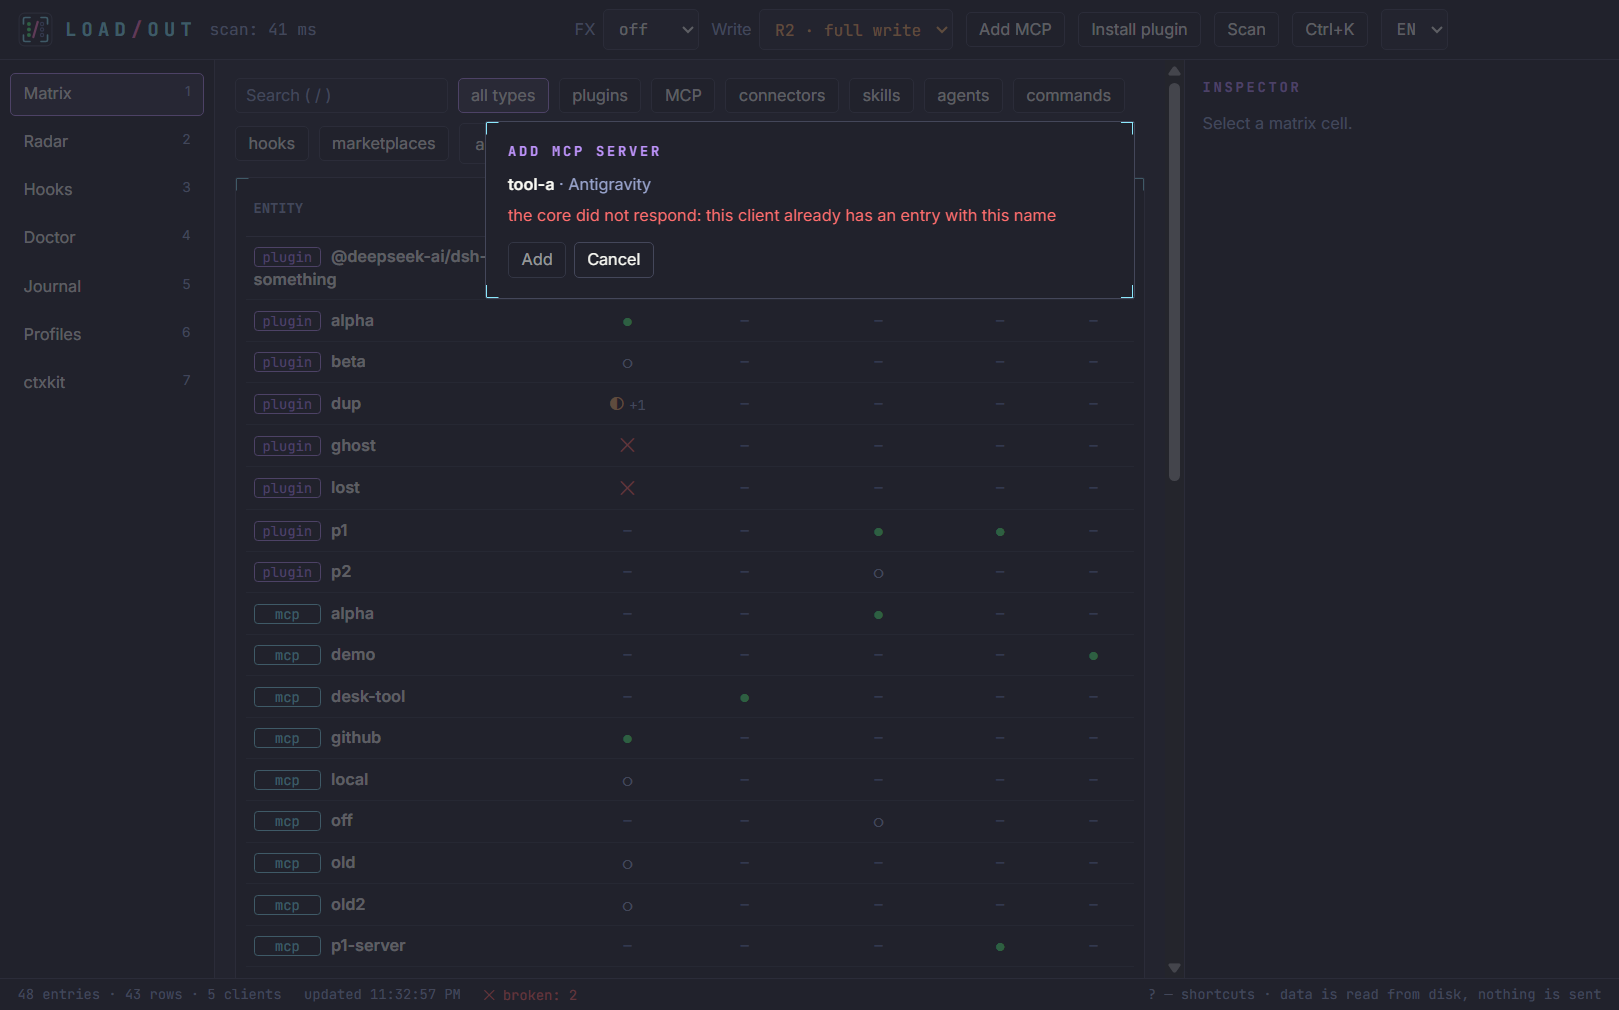 LOAD/OUT scan: 41 ms FX off Write R2 · full write Add MCP Install plugin Scan Ctrl+K EN
Matrix 1
Radar 2
Hooks 3
Doctor 4
Journal 5
Profiles 6
ctxkit 7
Search ( / ) all types plugins MCP connectors skills agents commands
hooks marketplaces
ADD MCP SERVER
tool-a · Antigravity
the core did not respond: this client already has an entry with this name
Add Cancel
ENTITY
plugin @deepseek-ai/dsh-
something
plugin alpha ● – – – –
plugin beta ○ – – – –
plugin dup ◐ +1 – – – –
plugin ghost ✕ – – – –
plugin lost ✕ – – – –
plugin p1 – – ● ● –
plugin p2 – – ○ – –
mcp alpha – – ● – –
mcp demo – – – – ●
mcp desk-tool – ● – – –
mcp github ● – – – –
mcp local ○ – – – –
mcp off – – ○ – –
mcp old ○ – – – –
mcp old2 ○ – – – –
mcp p1-server – – – ● –
INSPECTOR
Select a matrix cell.
48 entries · 43 rows · 5 clients updated 11:32:57 PM ✕ broken: 2 ? — shortcuts · data is read from disk, nothing is sent